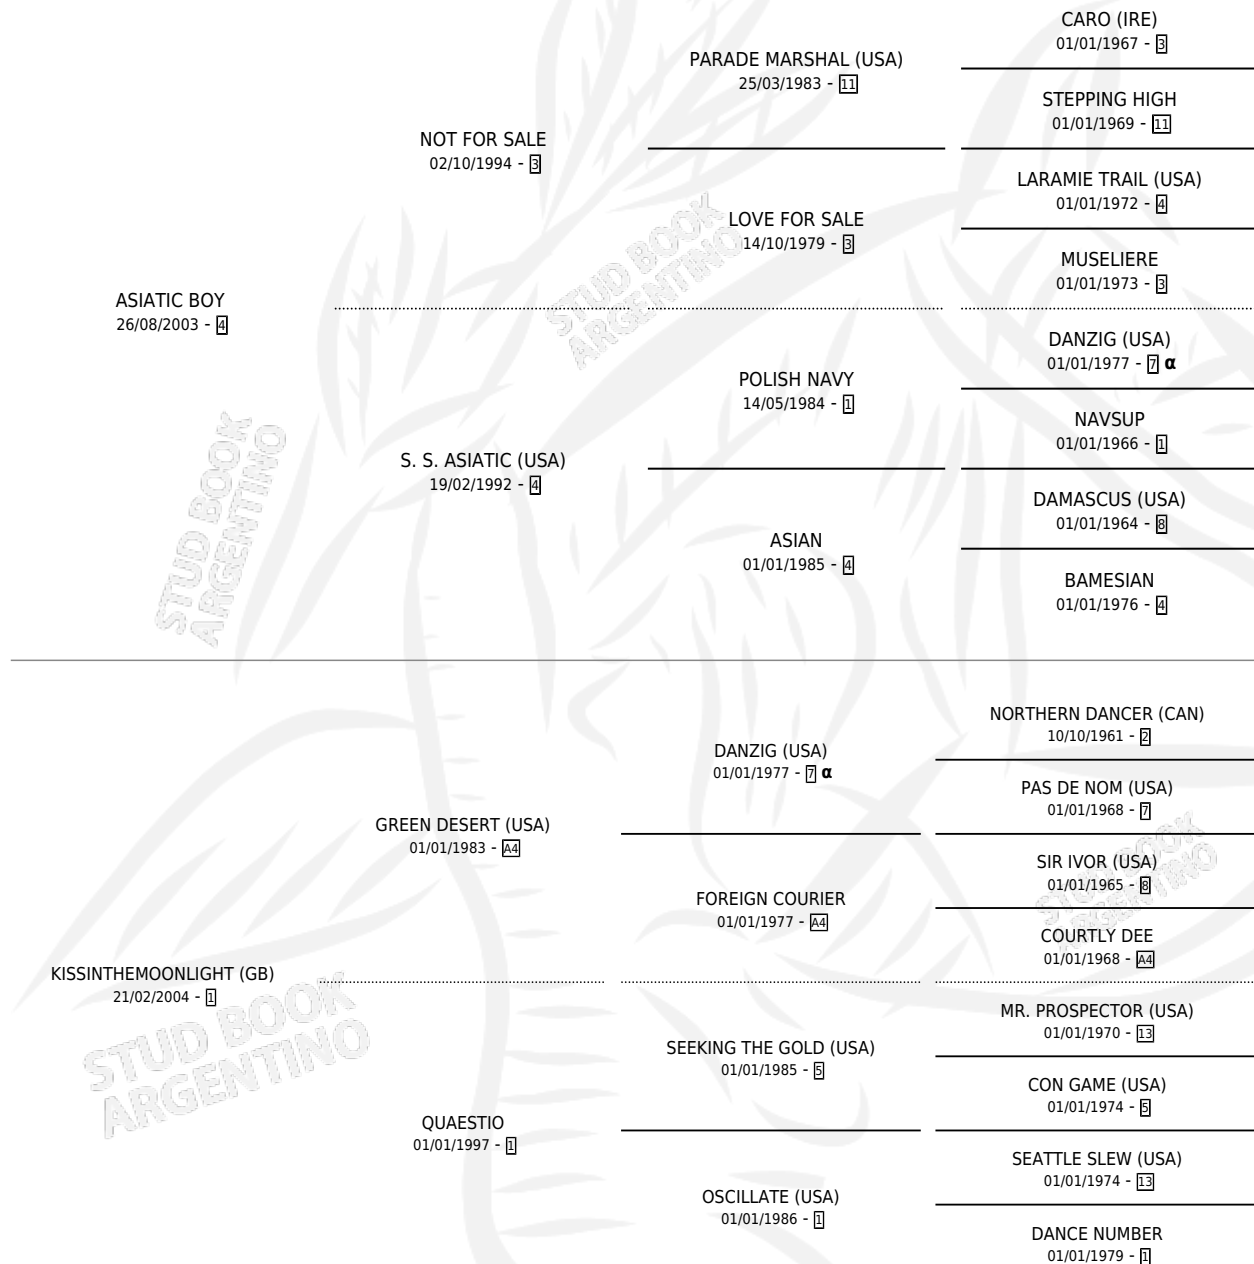 CARO (IRE)
01/01/1967 - 3
PARADE MARSHAL (USA)
25/03/1983 - 11
STEPPING HIGH
01/01/1969 - 11
NOT FOR SALE
02/10/1994 - 3
LARAMIE TRAIL (USA)
01/01/1972 - 4
LOVE FOR SALE
14/10/1979 - 3
MUSELIERE
01/01/1973 - 3
ASIATIC BOY
26/08/2003 - 4
DANZIG (USA)
01/01/1977 - 7 α
POLISH NAVY
14/05/1984 - 1
NAVSUP
01/01/1966 - 1
S. S. ASIATIC (USA)
19/02/1992 - 4
DAMASCUS (USA)
01/01/1964 - 8
ASIAN
01/01/1985 - 4
BAMESIAN
01/01/1976 - 4
STUD BOOK
ARGENTINO
STUD BOOK
ARGENTINO
NORTHERN DANCER (CAN)
10/10/1961 - 2
DANZIG (USA)
01/01/1977 - 7 α
PAS DE NOM (USA)
01/01/1968 - 7
GREEN DESERT (USA)
01/01/1983 - A4
SIR IVOR (USA)
01/01/1965 - 8
FOREIGN COURIER
01/01/1977 - A4
COURTLY DEE
01/01/1968 - A4
KISSINTHEMOONLIGHT (GB)
21/02/2004 - 1
MR. PROSPECTOR (USA)
01/01/1970 - 13
SEEKING THE GOLD (USA)
01/01/1985 - 5
CON GAME (USA)
01/01/1974 - 5
QUAESTIO
01/01/1997 - 1
SEATTLE SLEW (USA)
01/01/1974 - 13
OSCILLATE (USA)
01/01/1986 - 1
DANCE NUMBER
01/01/1979 - 1
STUD BOOK
ARGENTINO
STUD BOOK
ARGENTINO